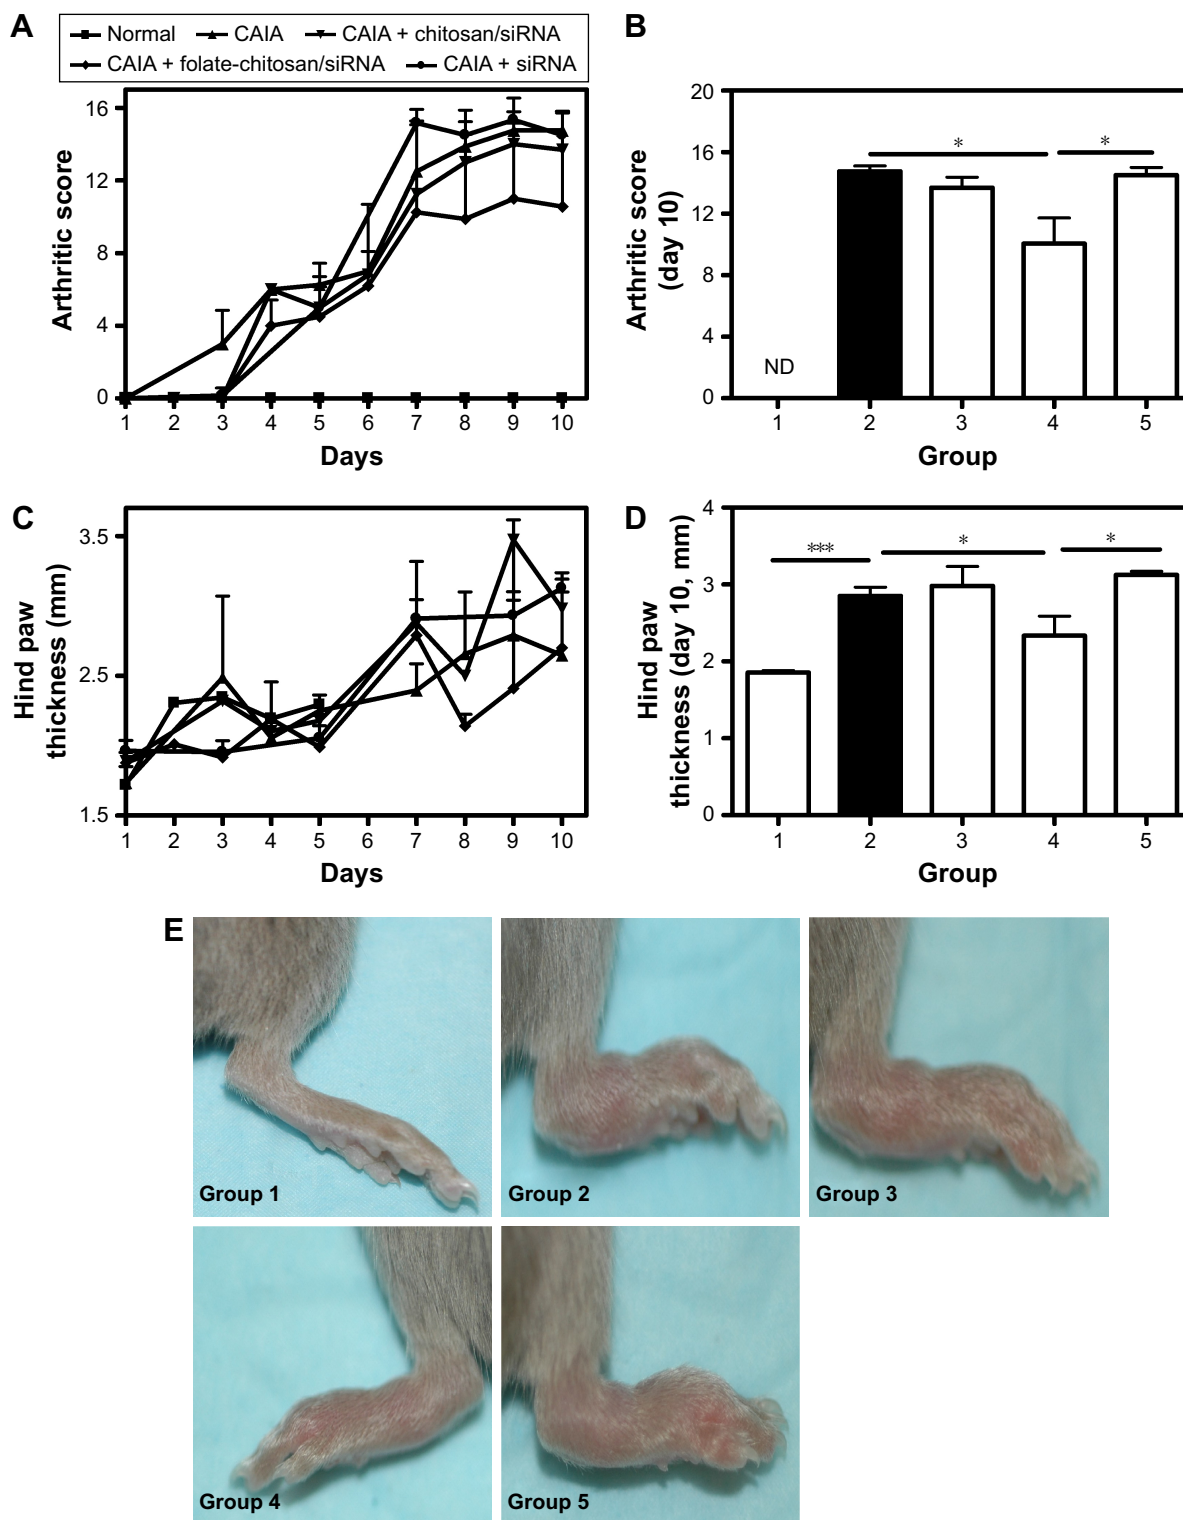 A
Normal CAIA CAIA + chitosan/siRNA
CAIA + folate-chitosan/siRNA CAIA + siRNA
Arthritic score
16
12
8
4
0
1 2 3 4 5 6 7 8 9 10
Days
B
Arthritic score
(day 10)
20
16
12
8
4
0
ND
*
*
1 2 3 4 5
Group
C
Hind paw
thickness (mm)
3.5
2.5
1.5
1 2 3 4 5 6 7 8 9 10
Days
D
Hind paw
thickness (day 10, mm)
4
3
2
1
0
***
*
*
1 2 3 4 5
Group
E
Group 1
Group 2
Group 3
Group 4
Group 5